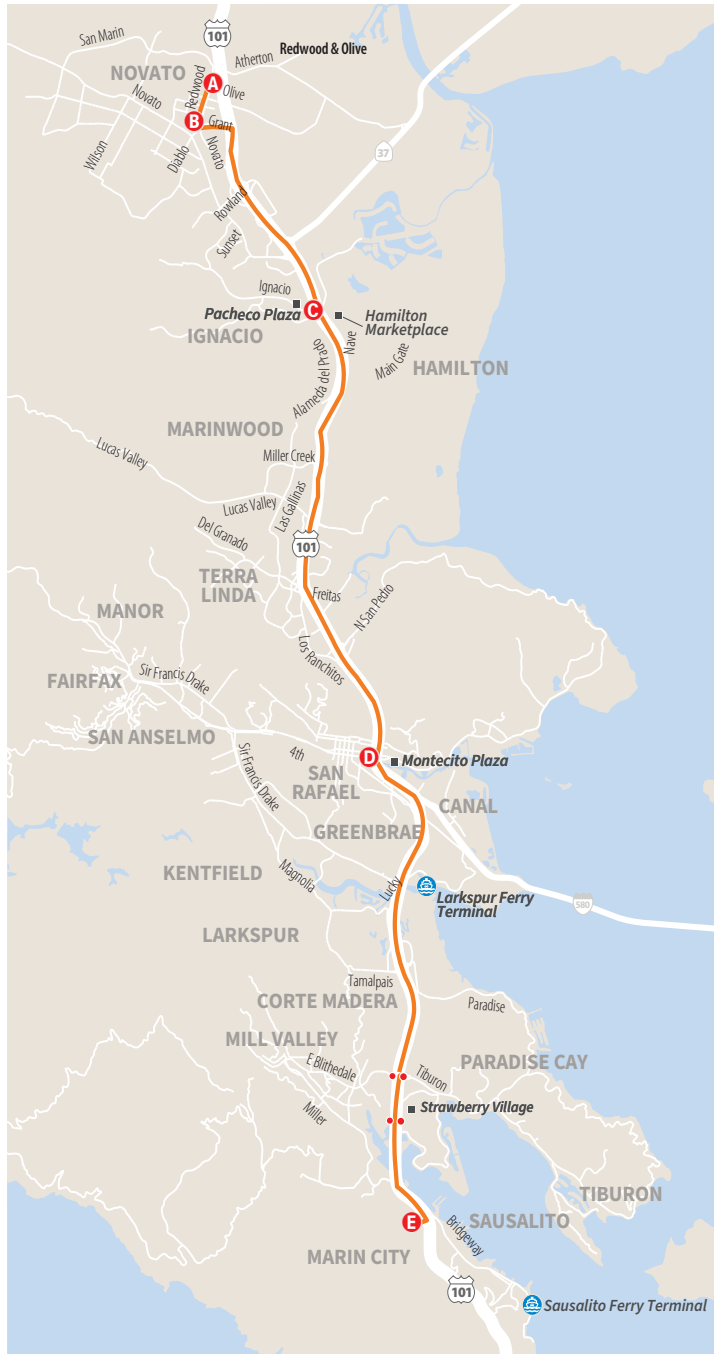 101
San Marin
Atherton
Redwood & Olive
NOVATO
Redwood
A
Olive
Novato
B
Grant
37
Wilson
Diablo
Novato
Rowland
Sunset
Ignacio
Pacheco Plaza
C
Hamilton
Marketplace
IGNACIO
Nave
Alameda del Prado
Main Gate
HAMILTON
MARINWOOD
Lucas Valley
Miller Creek
Las Gallinas
Lucas Valley
Del Granado
101
TERRA
LINDA
Freitas
N San Pedro
MANOR
Los Ranchitos
Sir Francis Drake
FAIRFAX
SAN ANSELMO
Sir Francis Drake
4th
D
Montecito Plaza
SAN
RAFAEL
CANAL
GREENBRAE
KENTFIELD
Magnolia
Lucky
Larkspur Ferry
Terminal
580
LARKSPUR
Tamalpais
CORTE MADERA
Paradise
MILL VALLEY
E Blithedale
Tiburon
PARADISE CAY
Miller
Strawberry Village
TIBURON
E
SAUSALITO
Bridgeway
MARIN CITY
101
Sausalito Ferry Terminal